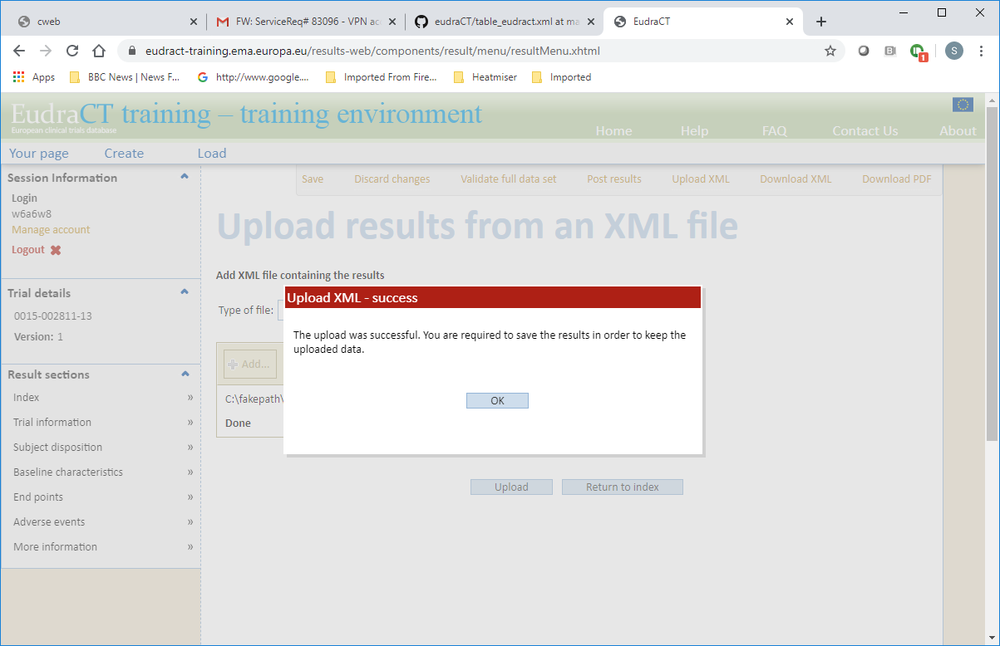 cweb
FW: ServiceReq# 83096 - VPN acc
eudraCT/table_eudract.xml at ma
EudraCT
eudract-training.ema.europa.eu/results-web/components/result/menu/resultMenu.xhtml
B
1
S
Apps
BBC News | News F...
G
http://www.google....
Imported From Fire...
Heatmiser
Imported
EudraCT training – training environment
European clinical trials database
Home
Help
FAQ
Contact Us
About
Your page
Create
Load
Session Information
Login
w6a6w8
Manage account
Logout
Trial details
0015-002811-13
Version: 1
Result sections
Index »
Trial information »
Subject disposition »
Baseline characteristics »
End points »
Adverse events »
More information »
Save
Discard changes
Validate full data set
Post results
Upload XML
Download XML
Download PDF
Upload results from an XML file
Add XML file containing the results
Type of file:
Add...
C:\fakepath\
Done
Upload XML - success
The upload was successful. You are required to save the results in order to keep the
uploaded data.
OK
Upload
Return to index